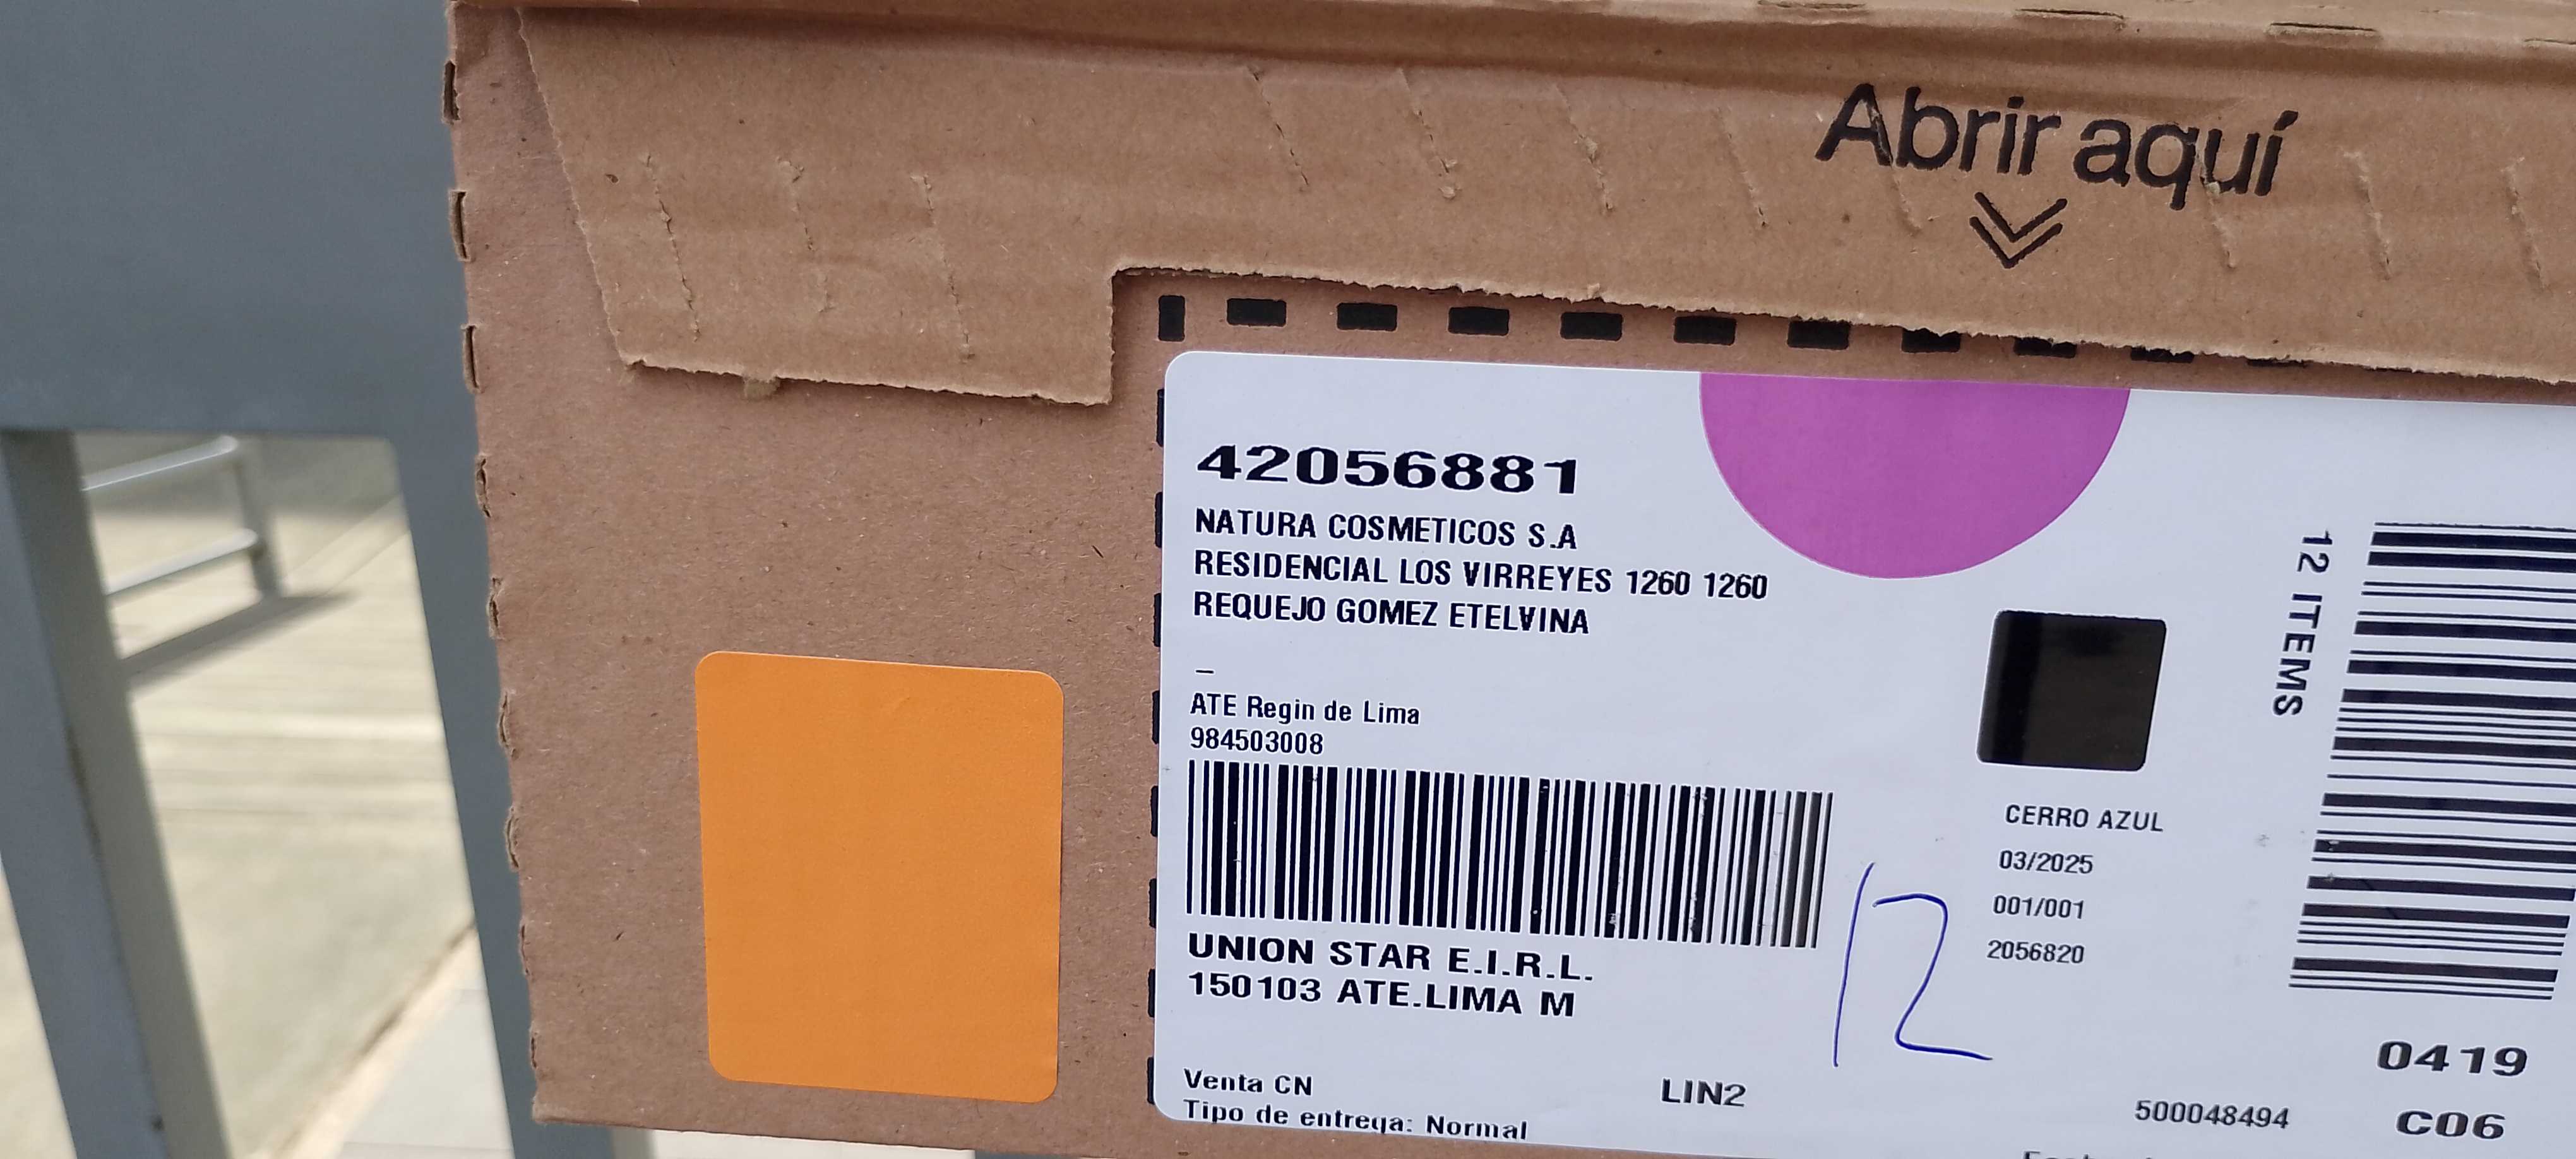 Abrir aquí
42056881
NATURA COSMETICOS S.A
RESIDENCIAL LOS VIRREYES 1260 1260
REQUEJO GOMEZ ETELVINA
–
ATE Regin de Lima
984503008
UNION STAR E.I.R.L.
150103 ATE.LIMA M
Venta CN
Tipo de entrega: Normal
LIN2
12
CERRO AZUL
03/2025
001/001
2056820
12 ITEMS
0419
500048494
C06